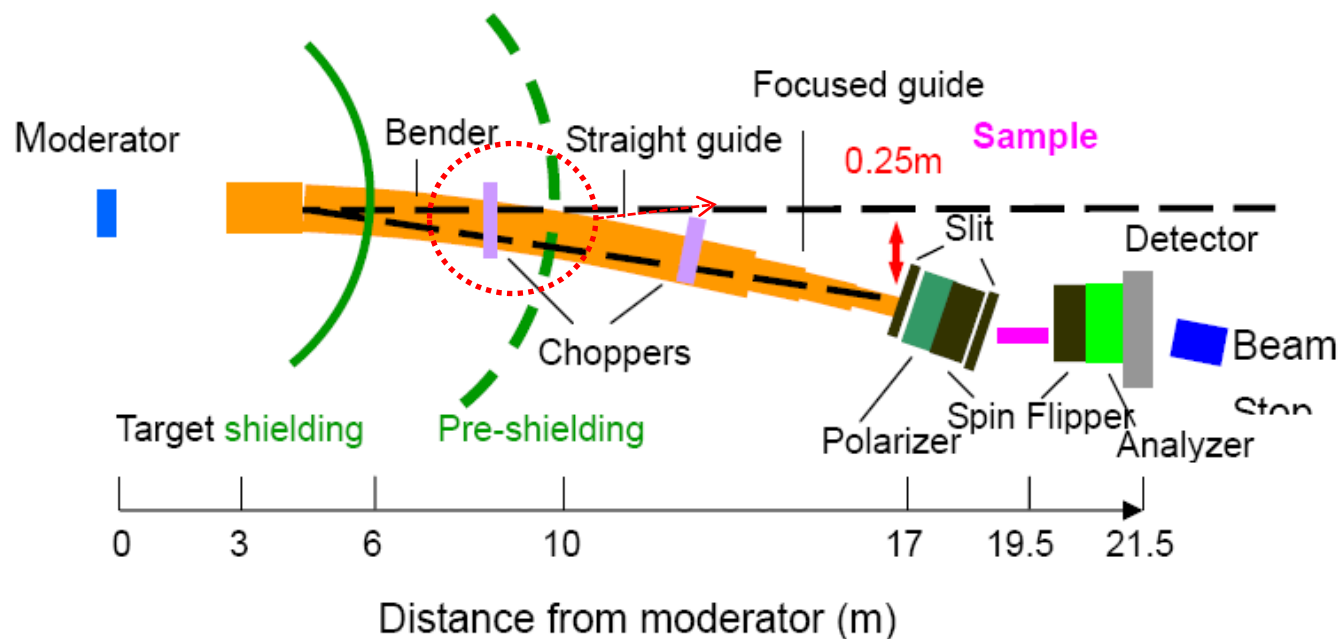 Focused guide
Bender
Straight guide
Sample
Moderator
0.25m
Slit
Detector
Choppers
Beam
Target shielding
Pre-shielding
Spin Flipper
Polarizer
Analyzer
0 3 6 10 17 19.5 21.5
Distance from moderator (m)